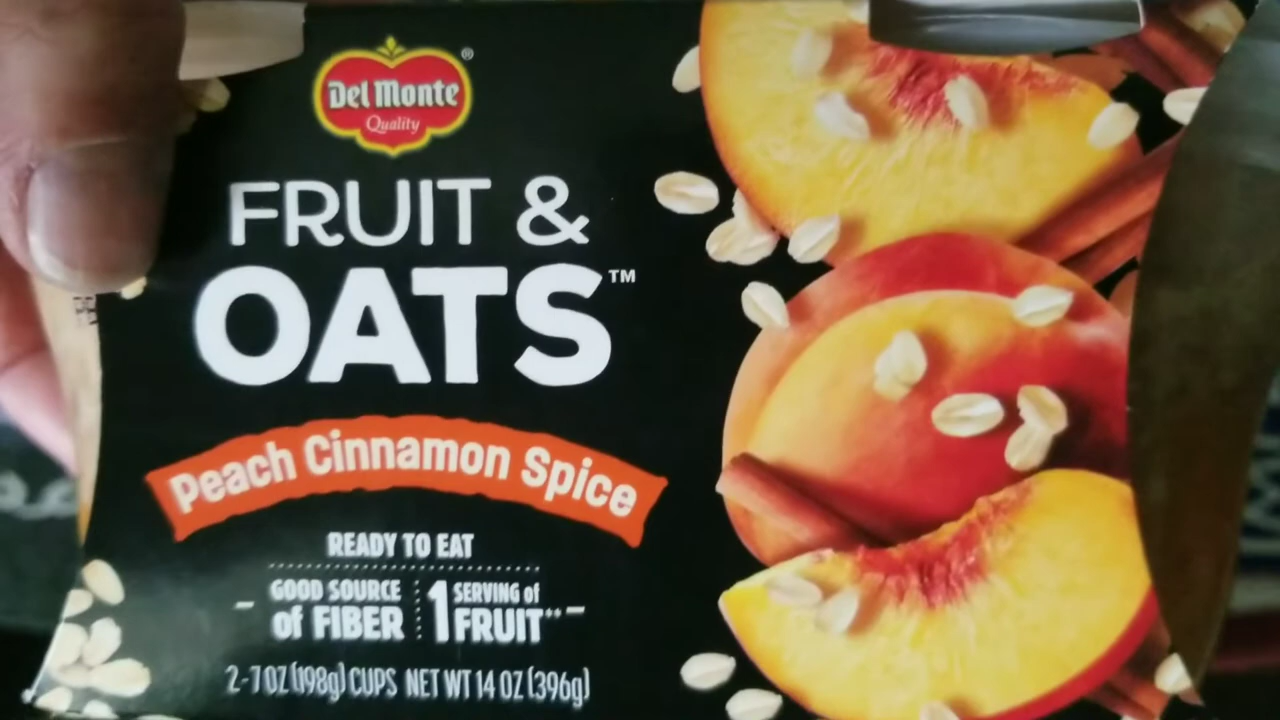 Del Monte®
Quality
FRUIT &
OATS™
Peach Cinnamon Spice
READY TO EAT
GOOD SOURCE
of FIBER
1 SERVING of
FRUIT**
2-7 OZ (198g) CUPS NET WT 14 OZ (396g)